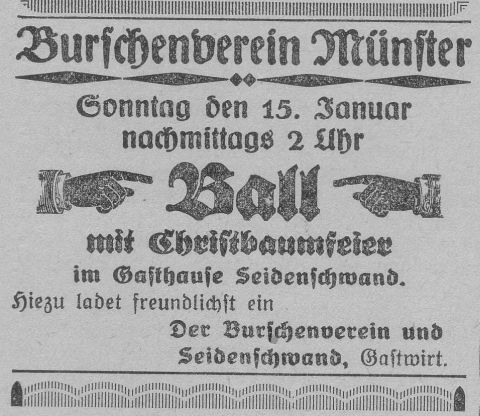 Burschenverein Münster
Sonntag den 15. Januar
nachmittags 2 Uhr
Ball
mit Christbaumfeier
im Gasthause Seidenschwand.
Hiezu ladet freundlichst ein
Der Burschenverein und
Seidenschwand, Gastwirt.